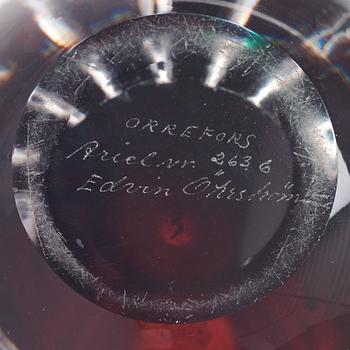 ORREFORS
Ariel nr. 263 G
Edvin Öhrström